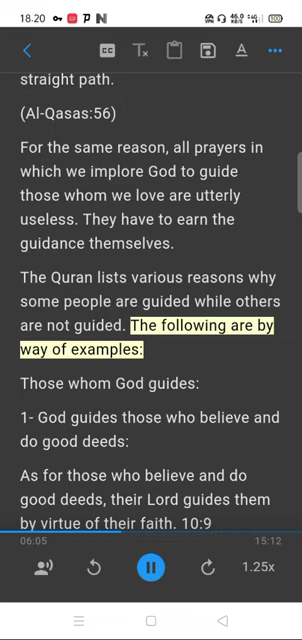 18.20
46.0
KB/S
straight path.
(Al-Qasas:56)
For the same reason, all prayers in
which we implore God to guide
those whom we love are utterly
useless. They have to earn the
guidance themselves.
The Quran lists various reasons why
some people are guided while others
are not guided. The following are by
way of examples:
Those whom God guides:
1- God guides those who believe and
do good deeds:
As for those who believe and do
good deeds, their Lord guides them
by virtue of their faith. 10:9
06:05 15:12
1.25x